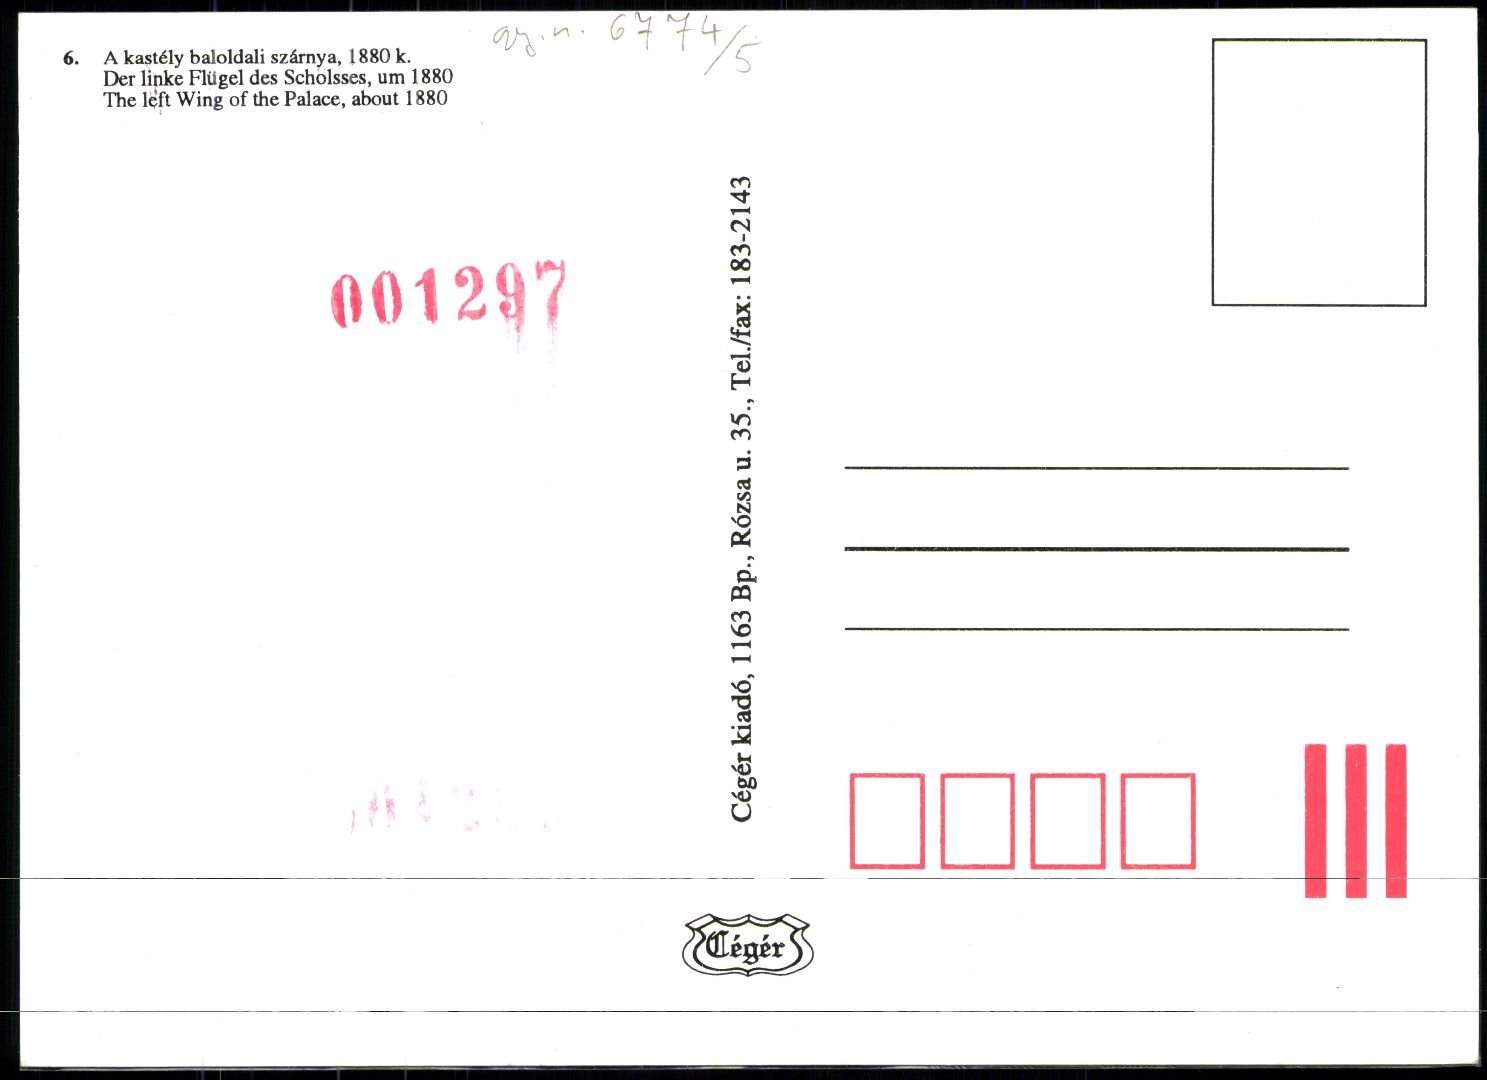 gy.n. 6774/5
6. A kastély baloldali szárnya, 1880 k.
Der linke Flügel des Scholsses, um 1880
The left Wing of the Palace, about 1880
001297
Cégér kiadó, 1163 Bp., Rózsa u. 35., Tel./fax: 183-2143
Cégér